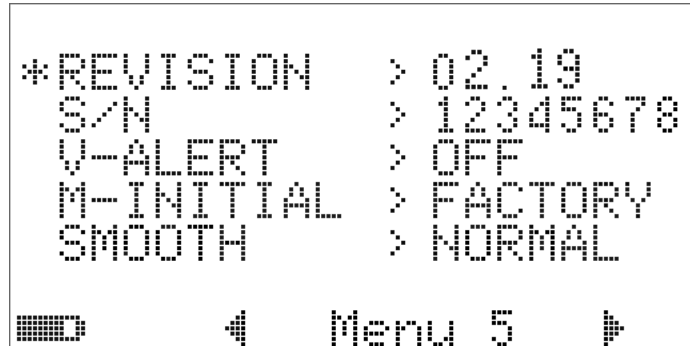 *REVISION > 02.19
S/N > 12345678
V-ALERT > OFF
M-INITIAL > FACTORY
SMOOTH > NORMAL
Menu 5